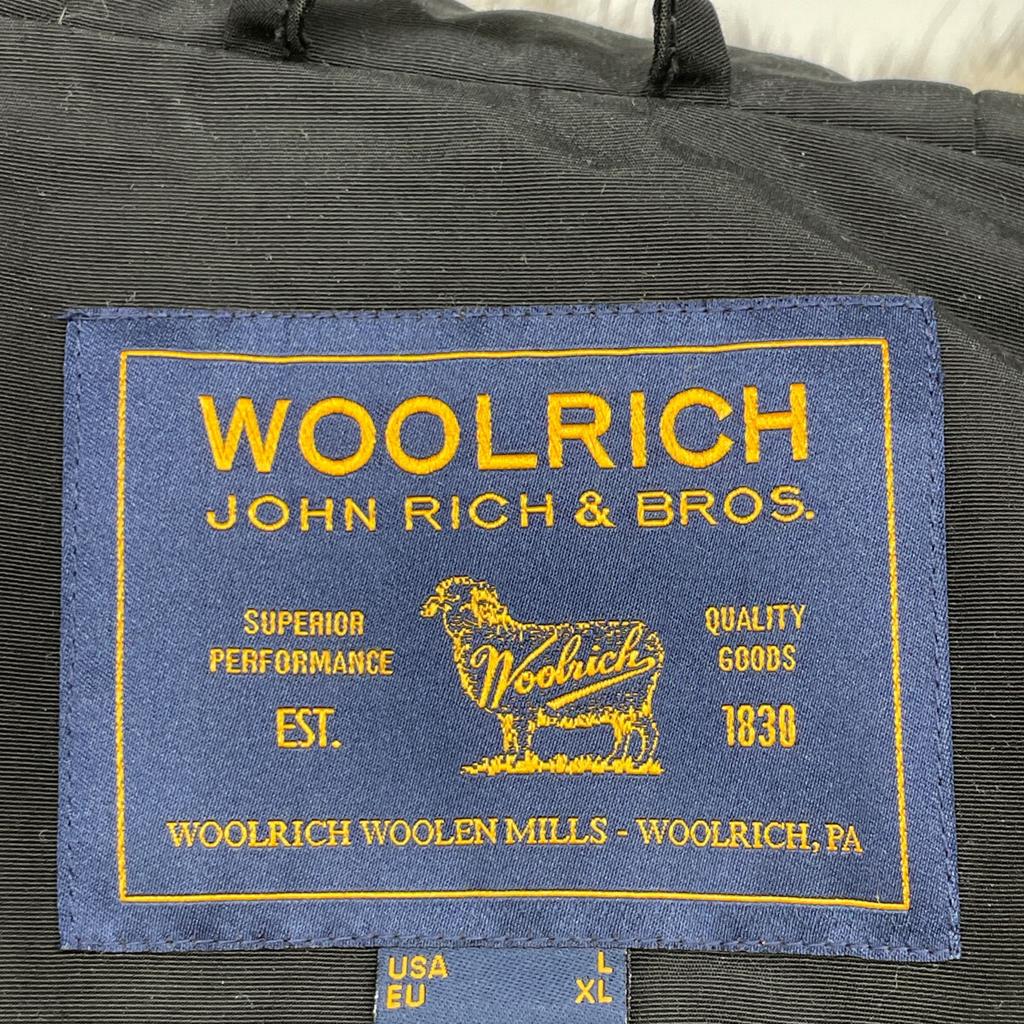 WOOLRICH
JOHN RICH & BROS.
SUPERIOR
PERFORMANCE
EST.
Woolrich
QUALITY
GOODS
1830
WOOLRICH WOOLEN MILLS - WOOLRICH, PA
USA L
EU XL